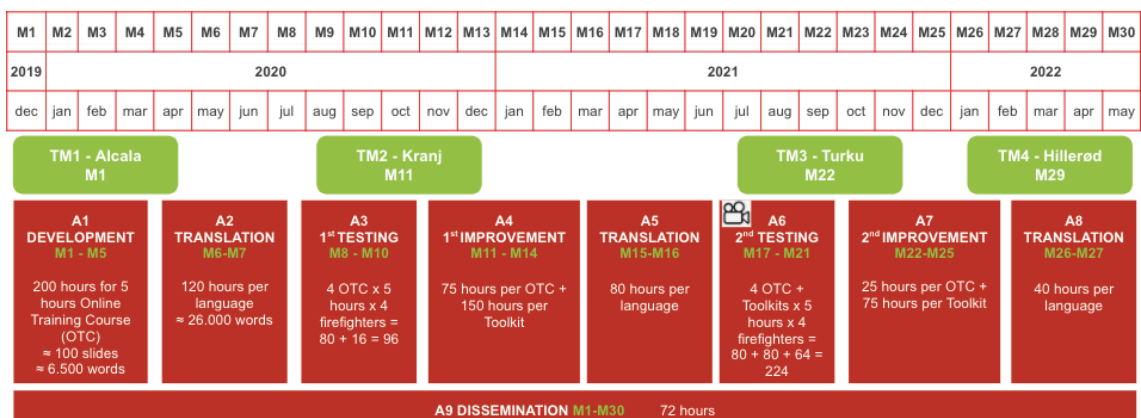 M1 M2 M3 M4 M5 M6 M7 M8 M9 M10 M11 M12 M13 M14 M15 M16 M17 M18 M19 M20 M21 M22 M23 M24 M25 M26 M27 M28 M29 M30
2019 2020 2021 2022
dec jan feb mar apr may jun jul aug sep oct nov dec jan feb mar apr may jun jul aug sep oct nov dec jan feb mar apr may
TM1 - Alcala
M1
TM2 - Kranj
M11
TM3 - Turku
M22
TM4 - Hillerød
M29
A1
DEVELOPMENT
M1 - M5
200 hours for 5
hours Online
Training Course
(OTC)
≈ 100 slides
≈ 6.500 words
A2
TRANSLATION
M6-M7
120 hours per
language
≈ 26.000 words
A3
1st TESTING
M8 - M10
4 OTC x 5
hours x 4
firefighters =
80 + 16 = 96
A4
1st IMPROVEMENT
M11 - M14
75 hours per OTC +
150 hours per
Toolkit
A5
TRANSLATION
M15-M16
80 hours per
language
A6
2nd TESTING
M17 - M21
4 OTC +
Toolkits x 5
hours x 4
firefighters =
80 + 80 + 64 =
224
A7
2nd IMPROVEMENT
M22-M25
25 hours per OTC +
75 hours per Toolkit
A8
TRANSLATION
M26-M27
40 hours per
language
A9 DISSEMINATION M1-M30 72 hours